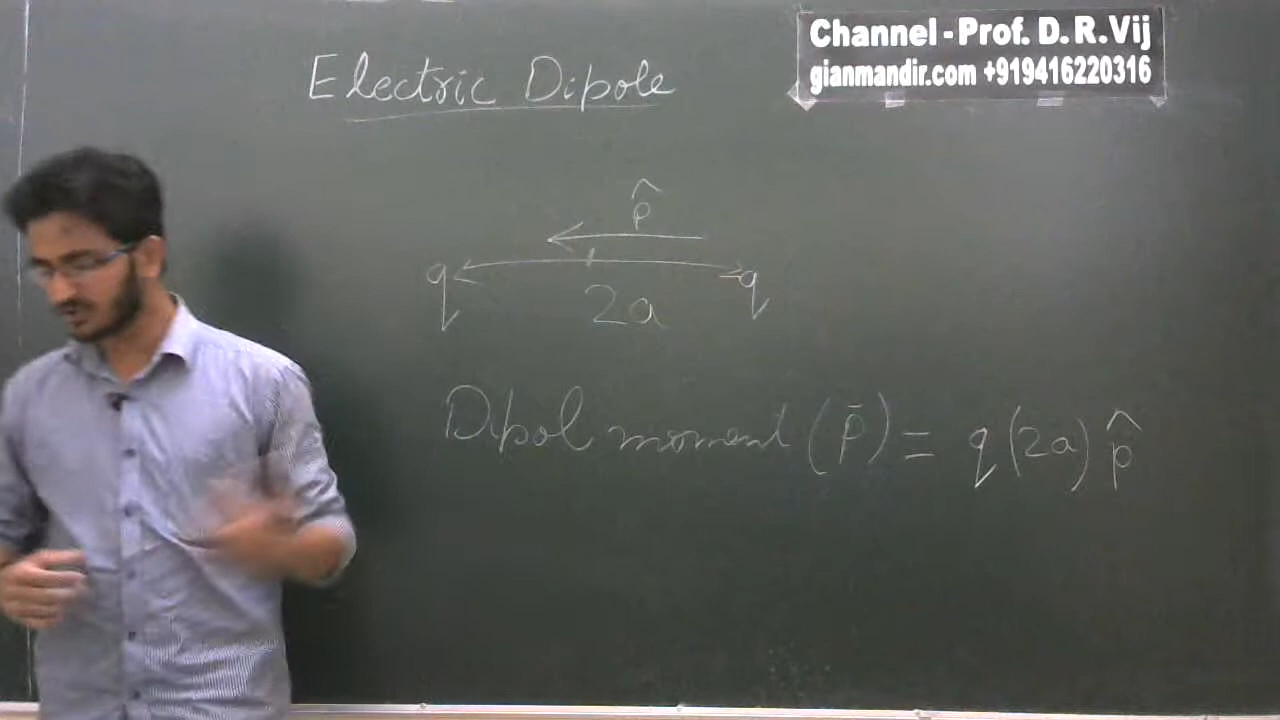 Channel - Prof. D. R. Vij
gianmandir.com +919416220316
Electric Dipole
p̂
q -q
2a
Dipol moment (p̄) = q(2a) p̂